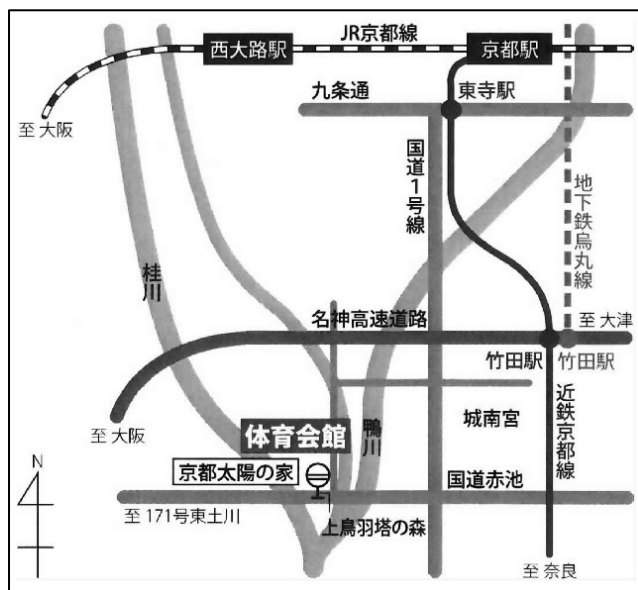 JR京都線
西大路駅
京都駅
九条通
東寺駅
至 大阪
国道1号線
地下鉄烏丸線
桂川
名神高速道路
至 大津
竹田駅
竹田駅
近鉄京都線
城南宮
鴨川
至 大阪
体育会館
京都太陽の家
国道赤池
N
至 171号東土川
上鳥羽塔の森
至 奈良